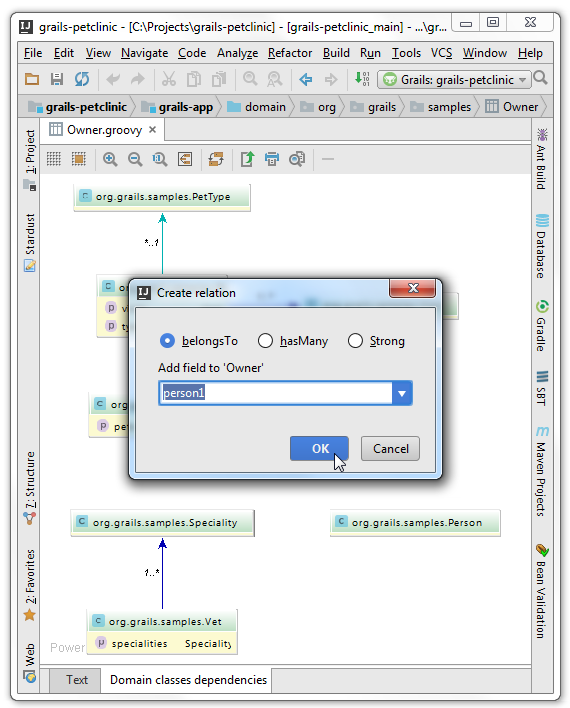 grails-petclinic - [C:\Projects\grails-petclinic] - [grails-petclinic_main] - ...\gr...
File Edit View Navigate Code Analyze Refactor Build Run Tools VCS Window Help
Grails: grails-petclinic
grails-petclinic grails-app domain org grails samples Owner
Owner.groovy
1: Project
Stardust
7: Structure
2: Favorites
Web
org.grails.samples.PetType
*..1
Create relation
belongsTo hasMany Strong
Add field to 'Owner'
person1
OK Cancel
org.grails.samples.Speciality
org.grails.samples.Person
1..*
org.grails.samples.Vet
specialities Speciality
Power
Text Domain classes dependencies
Ant Build
Database
Gradle
SBT
Maven Projects
Bean Validation